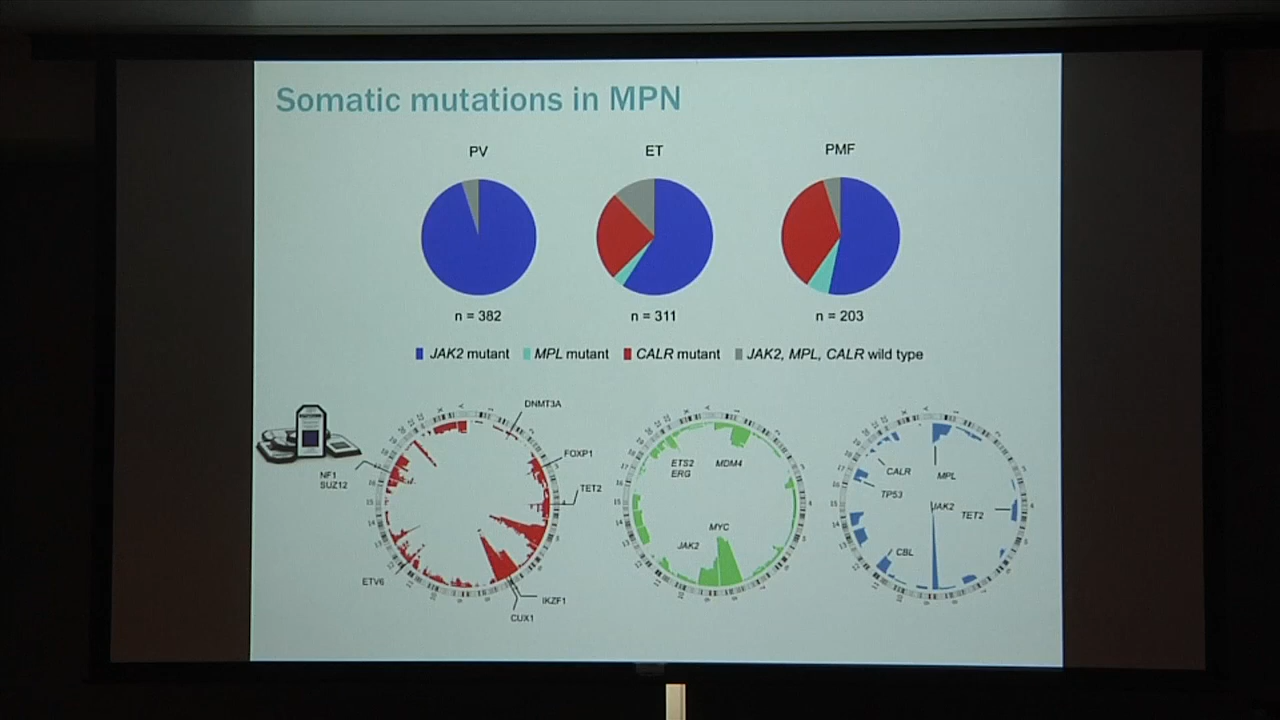 Somatic mutations in MPN
PV
ET
PMF
n = 382
n = 311
n = 203
JAK2 mutant
MPL mutant
CALR mutant
JAK2, MPL, CALR wild type
DNMT3A
FOXP1
TET2
IKZF1
CUX1
ETV6
NF1
SUZ12
ETS2
ERG
MDM4
MYC
JAK2
CALR
MPL
TP53
JAK2
TET2
CBL